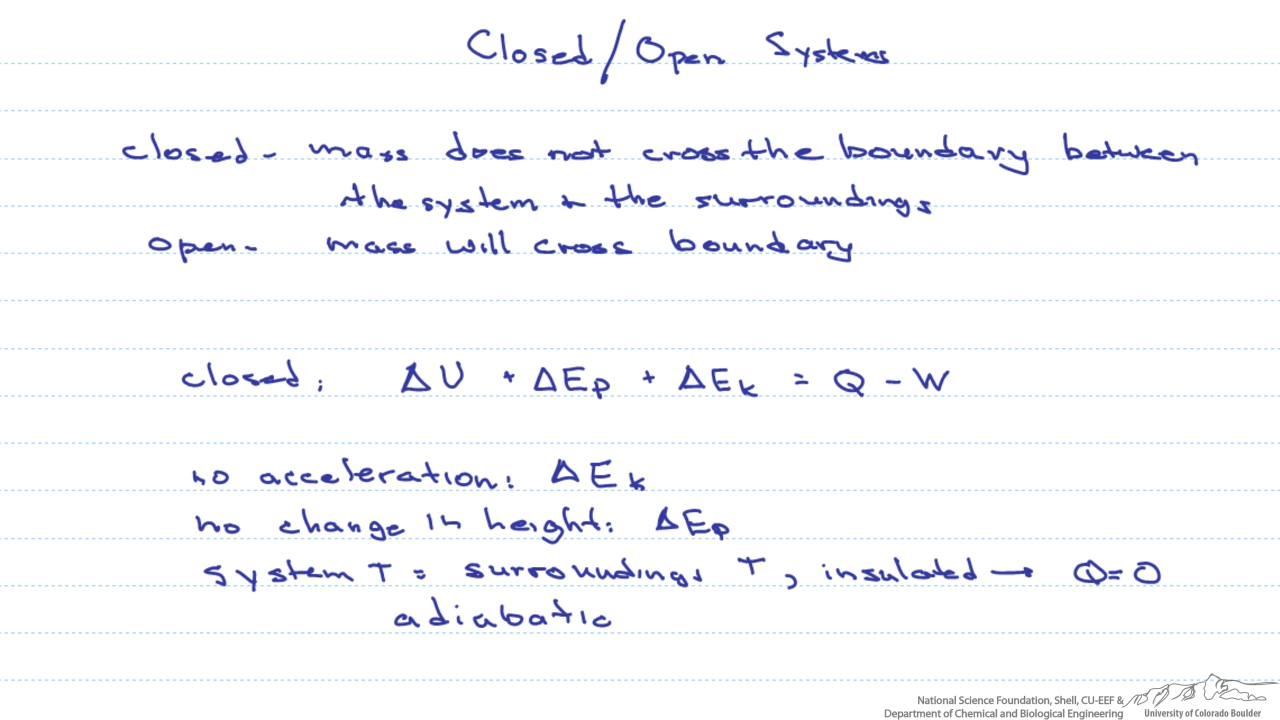 Closed/Open Systems
closed - mass does not cross the boundary between
the system & the surroundings
open - mass will cross boundary
closed: ΔU + ΔEp + ΔEk = Q - W
no acceleration: ΔEk
no change in height: ΔEp
system T = surroundings T, insulated → Q=0
adiabatic
National Science Foundation, Shell, CU-EEF &
Department of Chemical and Biological Engineering
University of Colorado Boulder